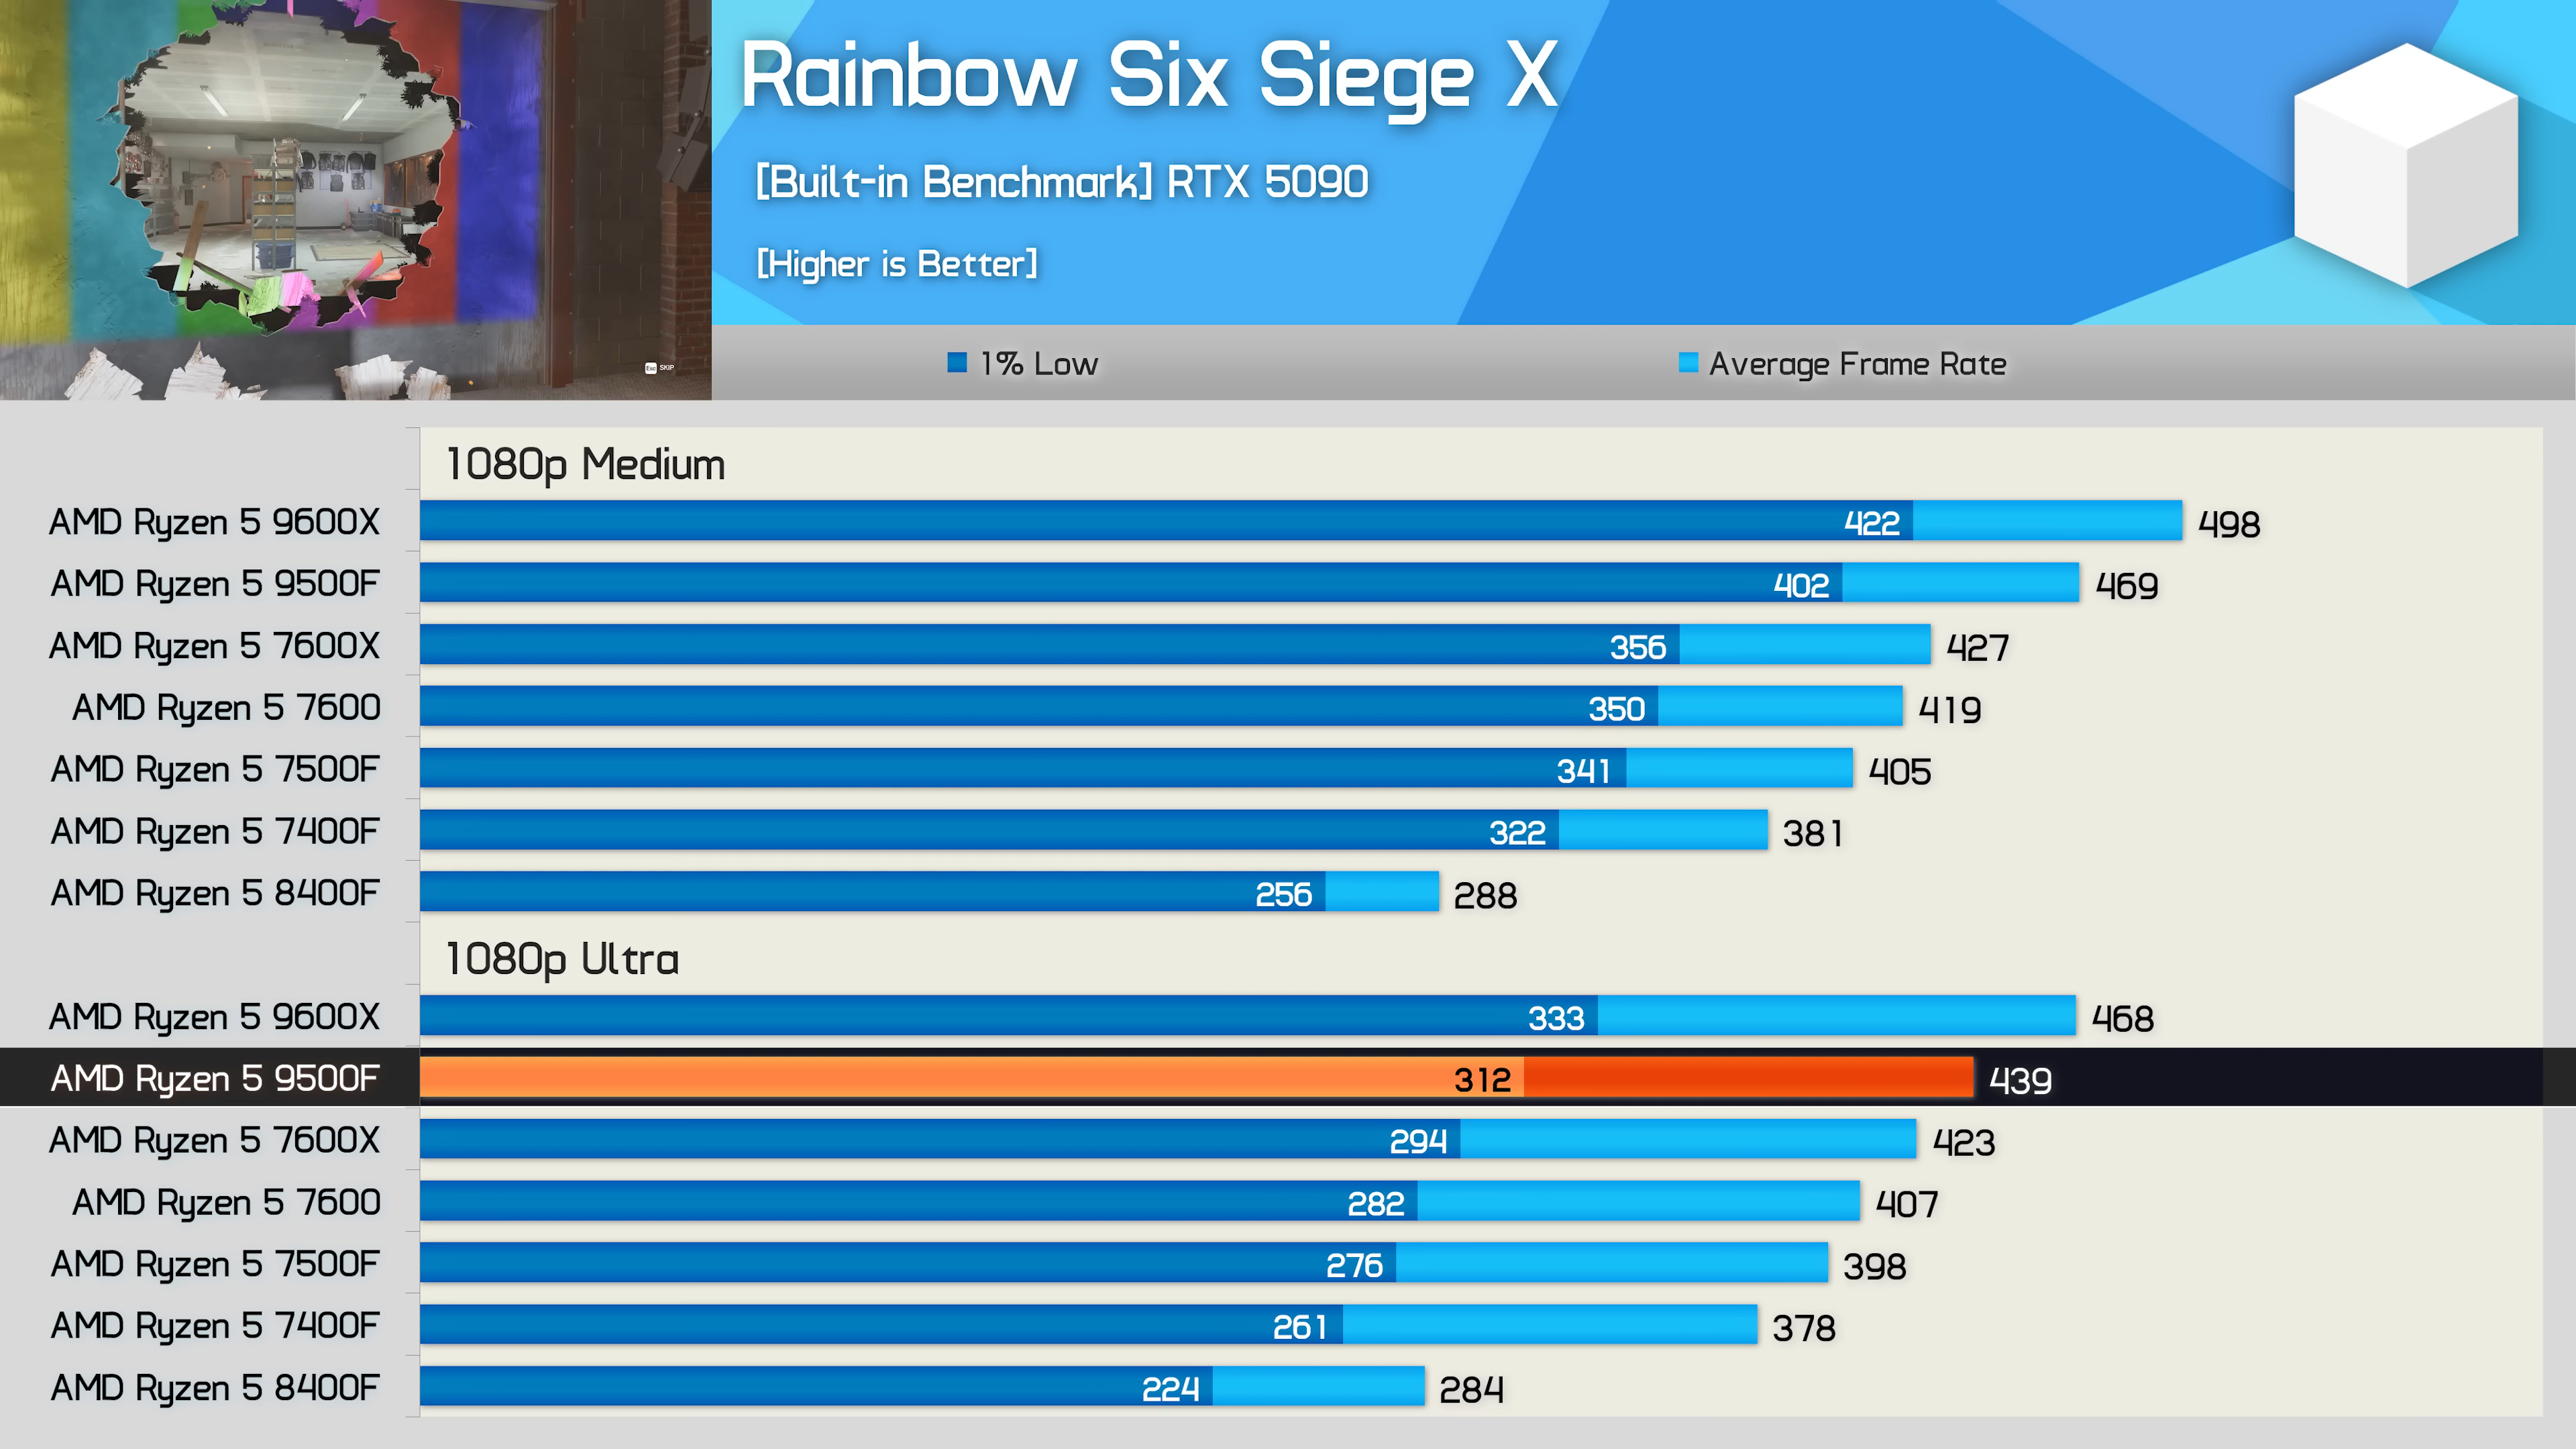 Rainbow Six Siege X
[Built-in Benchmark] RTX 5090
[Higher is Better]
Esc SKIP
1% Low
Average Frame Rate
1080p Medium
AMD Ryzen 5 9600X 422 498
AMD Ryzen 5 9500F 402 469
AMD Ryzen 5 7600X 356 427
AMD Ryzen 5 7600 350 419
AMD Ryzen 5 7500F 341 405
AMD Ryzen 5 7400F 322 381
AMD Ryzen 5 8400F 256 288
1080p Ultra
AMD Ryzen 5 9600X 333 468
AMD Ryzen 5 9500F 312 439
AMD Ryzen 5 7600X 294 423
AMD Ryzen 5 7600 282 407
AMD Ryzen 5 7500F 276 398
AMD Ryzen 5 7400F 261 378
AMD Ryzen 5 8400F 224 284